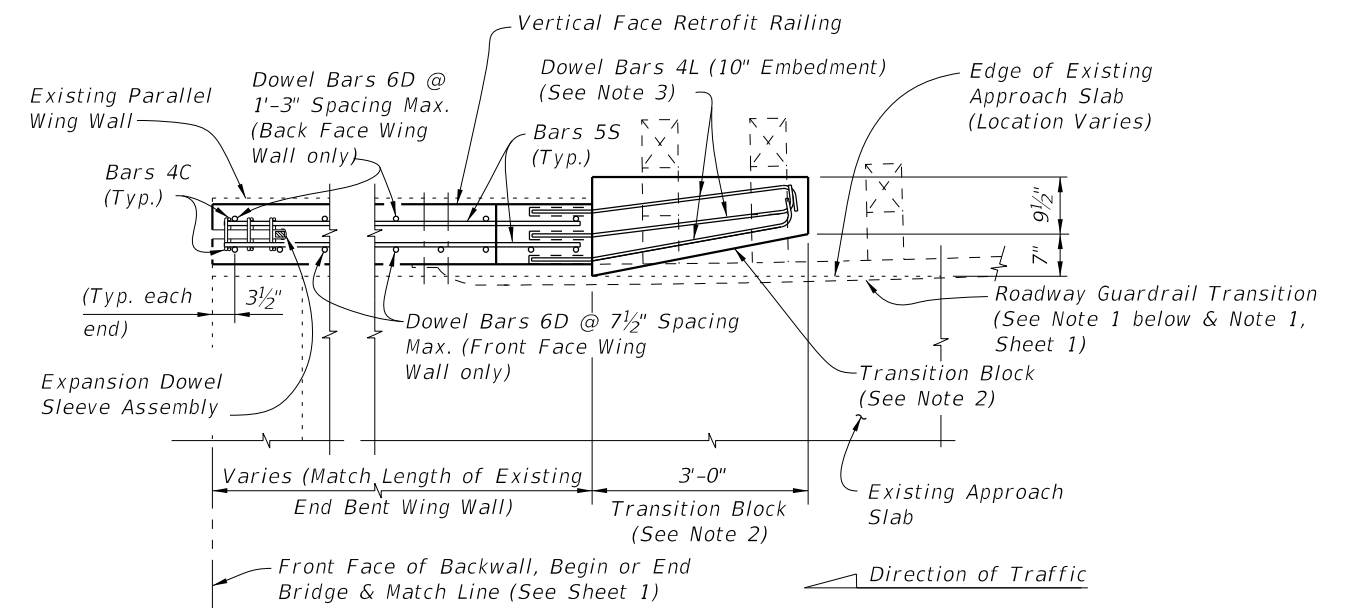 Vertical Face Retrofit Railing
Dowel Bars 6D @
1'-3" Spacing Max.
(Back Face Wing
Wall only)
Dowel Bars 4L (10" Embedment)
(See Note 3)
Edge of Existing
Approach Slab
(Location Varies)
Existing Parallel
Wing Wall
Bars 5S
(Typ.)
Bars 4C
(Typ.)
9½"
7"
(Typ. each
end)
3½"
Dowel Bars 6D @ 7½" Spacing
Max. (Front Face Wing
Wall only)
Roadway Guardrail Transition
(See Note 1 below & Note 1,
Sheet 1)
Expansion Dowel
Sleeve Assembly
Transition Block
(See Note 2)
Varies (Match Length of Existing
End Bent Wing Wall)
3'-0"
Transition Block
(See Note 2)
Existing Approach
Slab
Front Face of Backwall, Begin or End
Bridge & Match Line (See Sheet 1)
Direction of Traffic